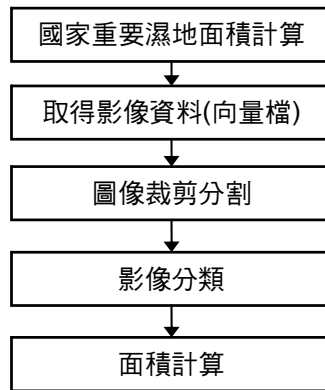 國家重要濕地面積計算
取得影像資料(向量檔)
圖像裁剪分割
影像分類
面積計算